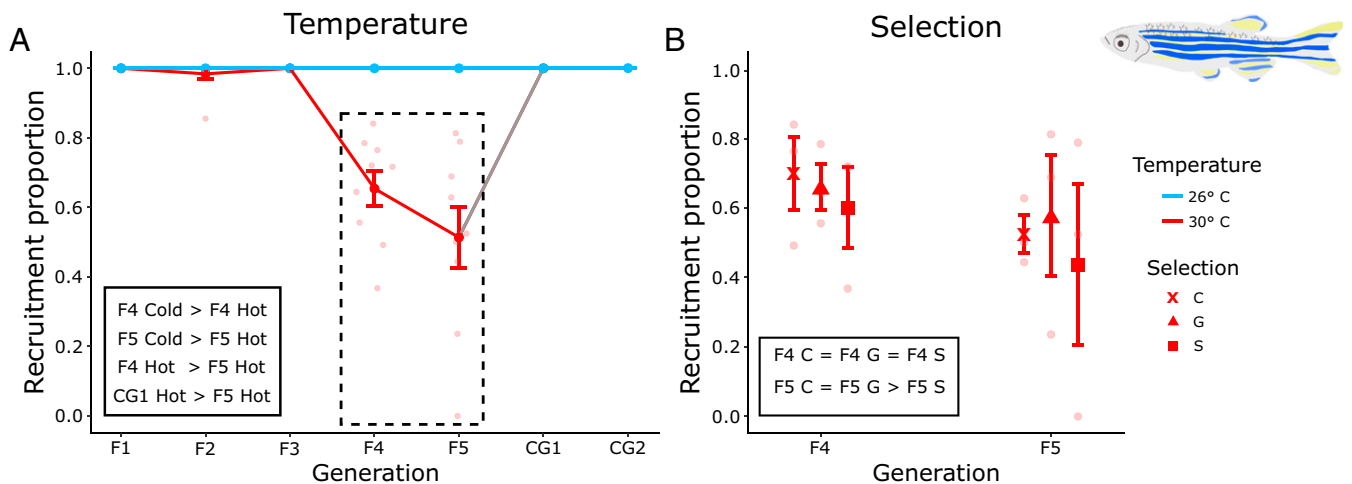 A
Temperature
Recruitment proportion
1.0
0.8
0.6
0.4
0.2
0.0
F4 Cold > F4 Hot
F5 Cold > F5 Hot
F4 Hot > F5 Hot
CG1 Hot > F5 Hot
F1 F2 F3 F4 F5 CG1 CG2
Generation
B
Selection
Recruitment proportion
1.0
0.8
0.6
0.4
0.2
0.0
F4 C = F4 G = F4 S
F5 C = F5 G > F5 S
F4 F5
Generation
Temperature
26° C
30° C
Selection
C
G
S